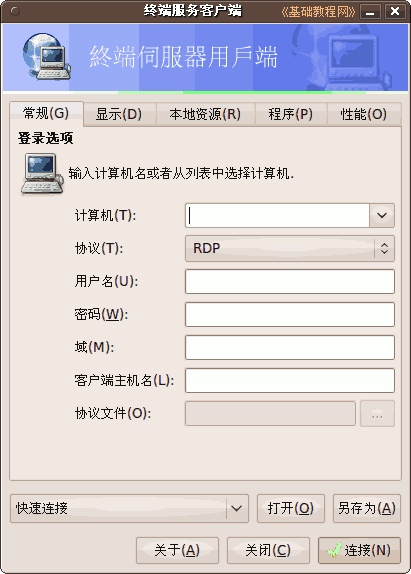 终端服务客户端 《基础教程网》
終端伺服器用戶端
常规(G) 显示(D) 本地资源(R) 程序(P) 性能(O)
登录选项
输入计算机名或者从列表中选择计算机.
计算机(T):
协议(T): RDP
用户名(U):
密码(W):
域(M):
客户端主机名(L):
协议文件(O): ...
快速连接 打开(O) 另存为(A)
关于(A) 关闭(C) 连接(N)